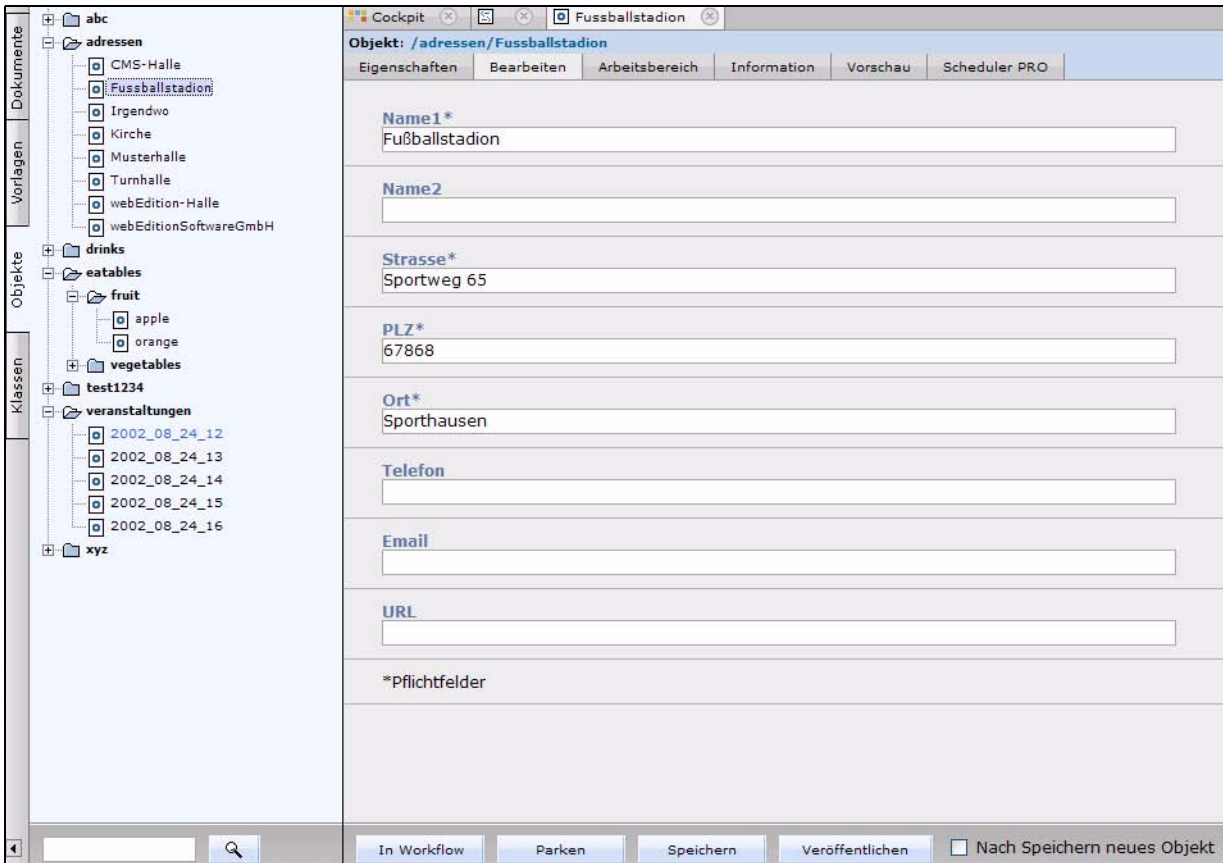 Dokumente
Vorlagen
Objekte
Klassen
abc
adressen
CMS-Halle
Fussballstadion
Irgendwo
Kirche
Musterhalle
Turnhalle
webEdition-Halle
webEditionSoftwareGmbH
drinks
eatables
fruit
apple
orange
vegetables
test1234
veranstaltungen
2002_08_24_12
2002_08_24_13
2002_08_24_14
2002_08_24_15
2002_08_24_16
xyz
Cockpit Fussballstadion
Objekt: /adressen/Fussballstadion
Eigenschaften Bearbeiten Arbeitsbereich Information Vorschau Scheduler PRO
Name1*
Fußballstadion
Name2
Strasse*
Sportweg 65
PLZ*
67868
Ort*
Sporthausen
Telefon
Email
URL
*Pflichtfelder
In Workflow Parken Speichern Veröffentlichen Nach Speichern neues Objekt